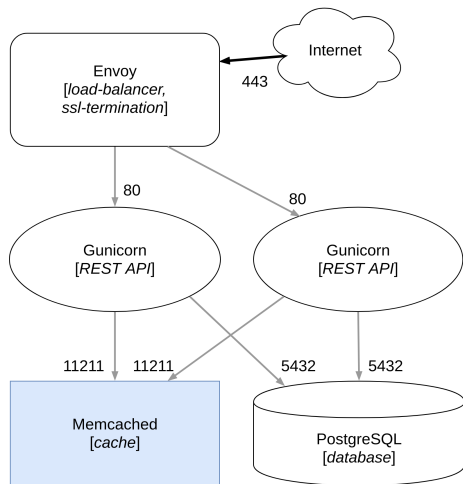 Internet
Envoy
[load-balancer,
ssl-termination]
443
80
80
Gunicorn
[REST API]
Gunicorn
[REST API]
11211
11211
5432
5432
Memcached
[cache]
PostgreSQL
[database]